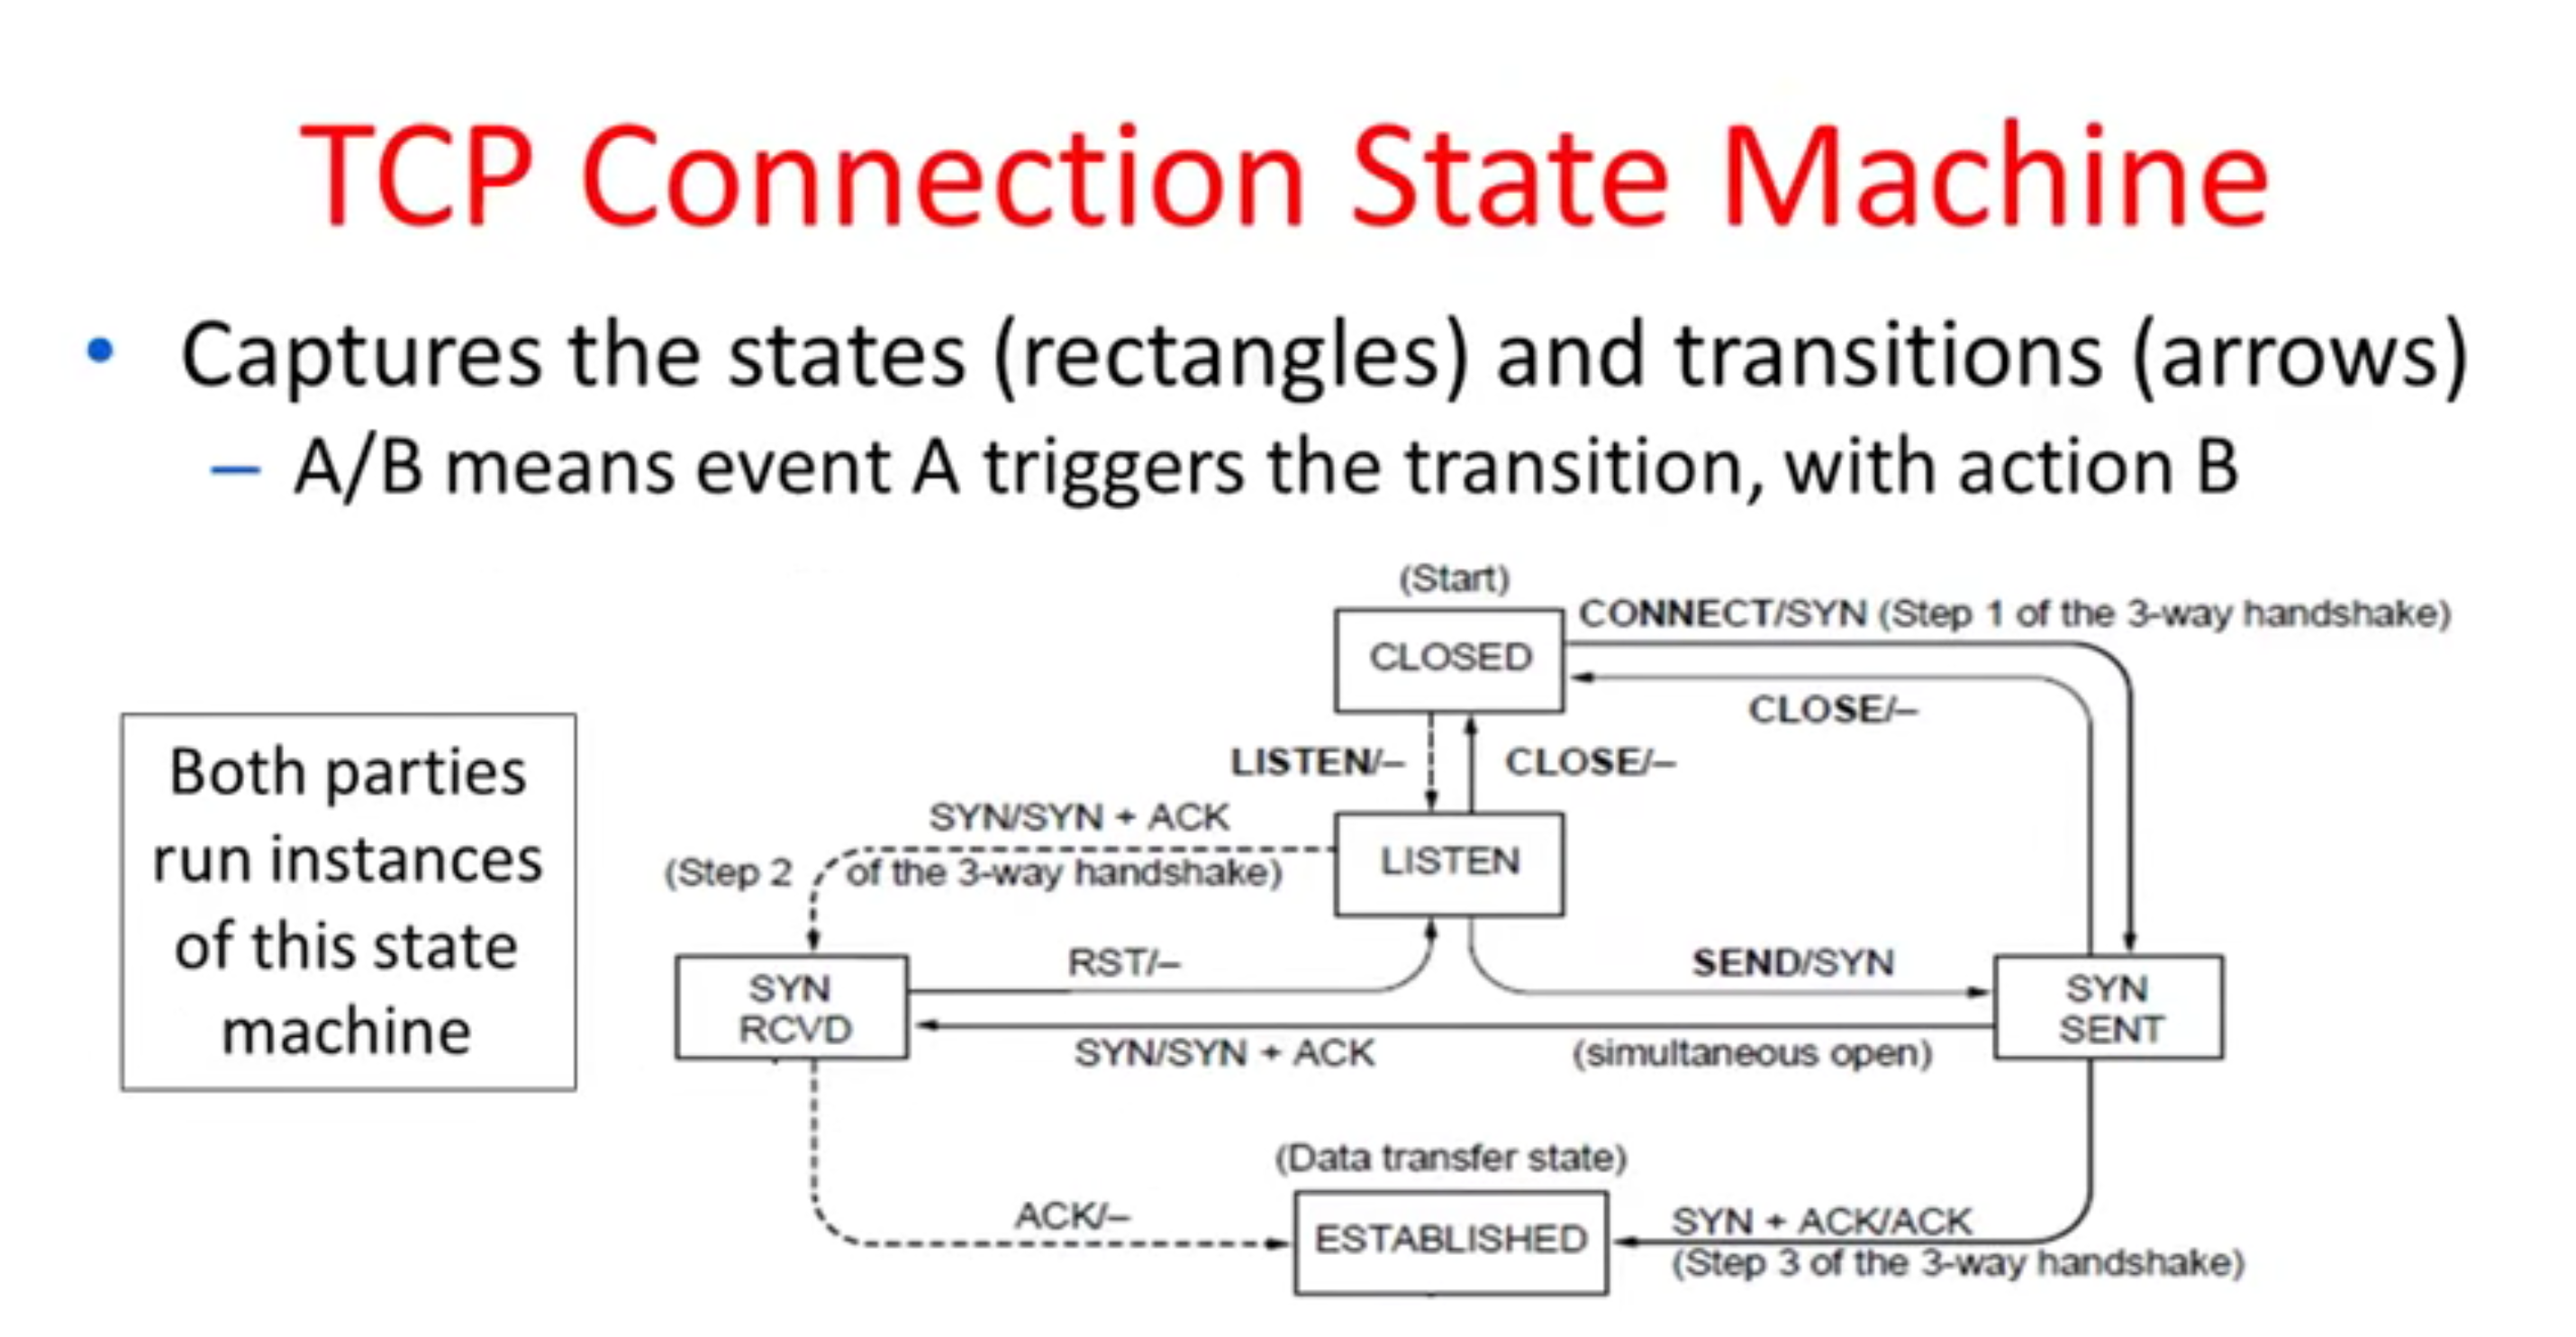 TCP Connection State Machine
• Captures the states (rectangles) and transitions (arrows)
– A/B means event A triggers the transition, with action B
Both parties
run instances
of this state
machine
(Start)
CLOSED
CONNECT/SYN (Step 1 of the 3-way handshake)
CLOSE/–
LISTEN/–
CLOSE/–
SYN/SYN + ACK
(Step 2 of the 3-way handshake)
LISTEN
RST/–
SEND/SYN
SYN
RCVD
SYN
SENT
SYN/SYN + ACK
(simultaneous open)
(Data transfer state)
ACK/–
ESTABLISHED
SYN + ACK/ACK
(Step 3 of the 3-way handshake)